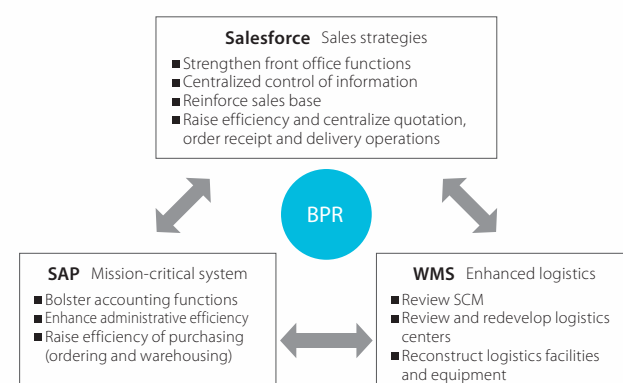 Salesforce Sales strategies
■ Strengthen front office functions
■ Centralized control of information
■ Reinforce sales base
■ Raise efficiency and centralize quotation,
order receipt and delivery operations
BPR
SAP Mission-critical system
■ Bolster accounting functions
■ Enhance administrative efficiency
■ Raise efficiency of purchasing
(ordering and warehousing)
WMS Enhanced logistics
■ Review SCM
■ Review and redevelop logistics
centers
■ Reconstruct logistics facilities
and equipment